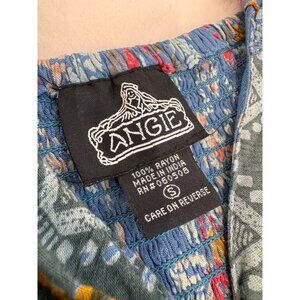 ANGIE
100% RAYON
MADE IN INDIA
RN# 060508
S
CARE ON REVERSE